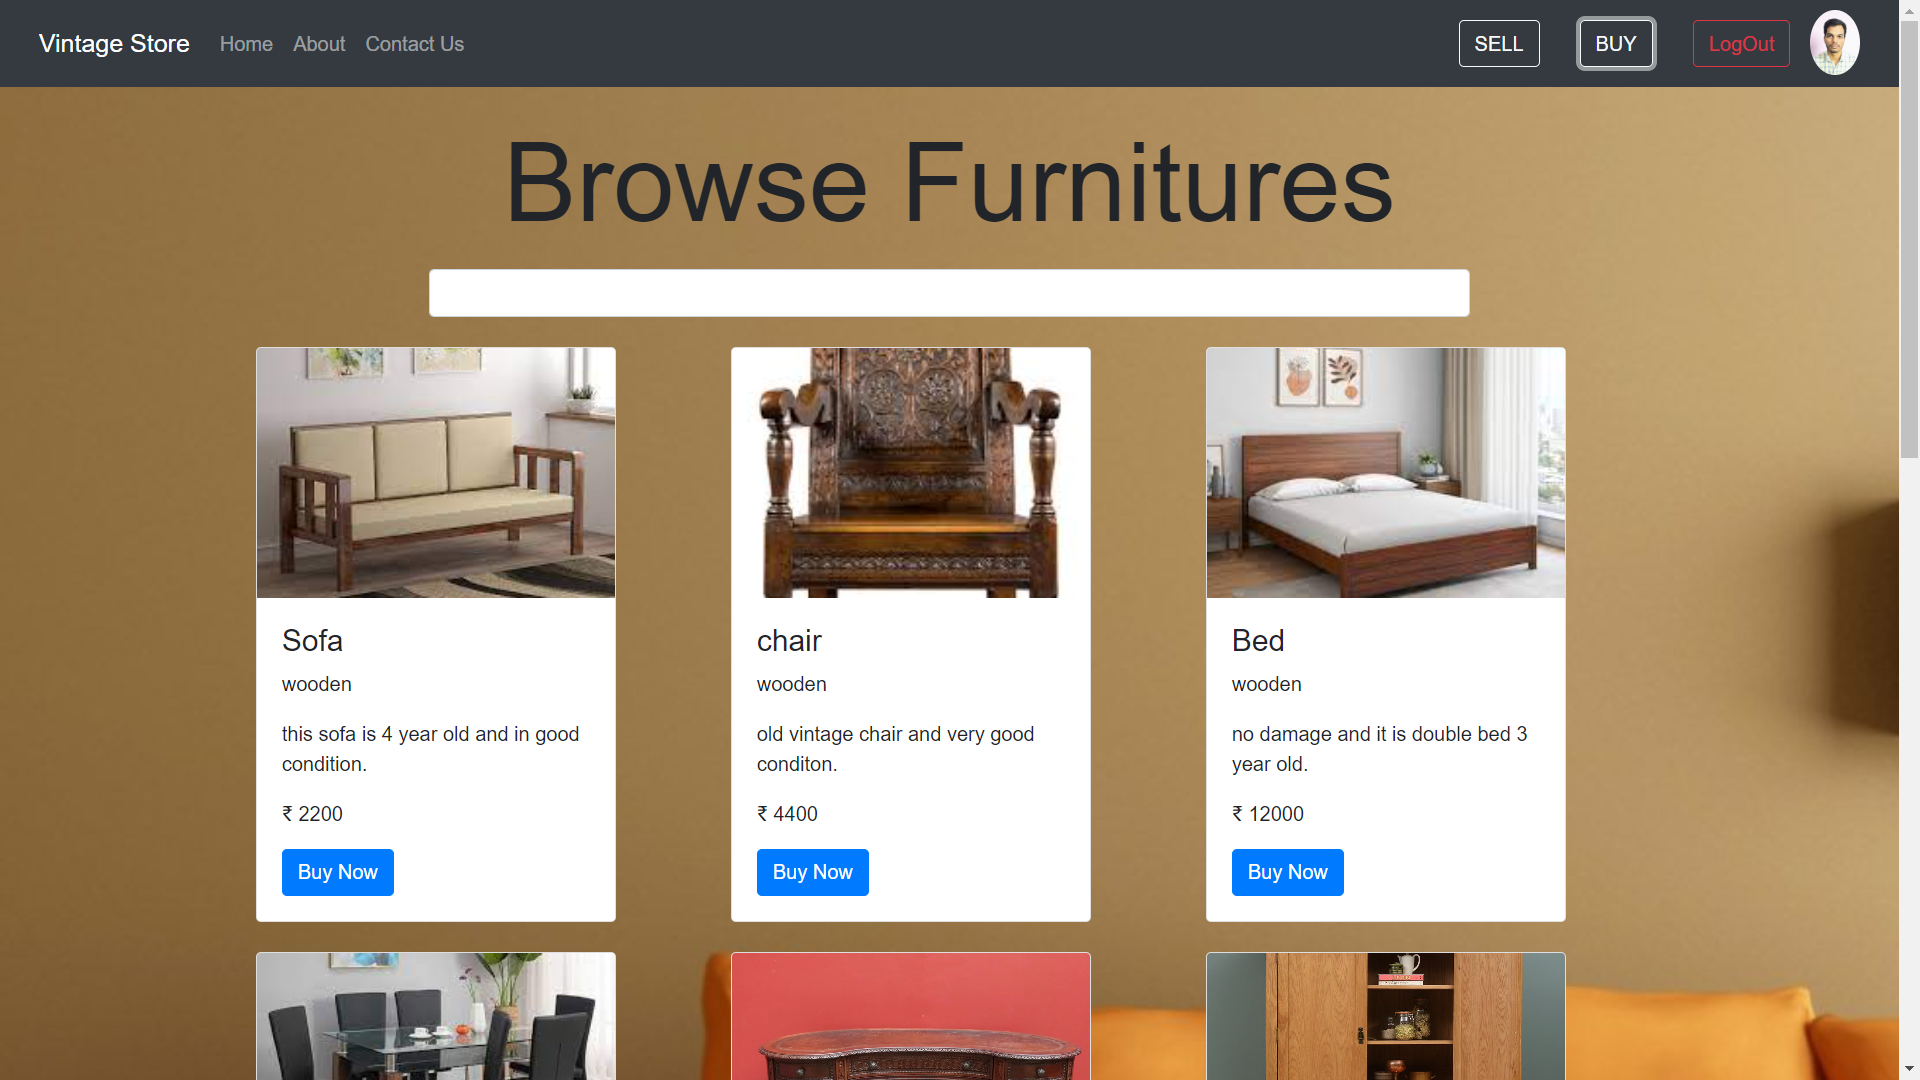 Vintage Store Home About Contact Us SELL BUY LogOut
Browse Furnitures
Sofa
wooden
this sofa is 4 year old and in good
condition.
₹ 2200
Buy Now
chair
wooden
old vintage chair and very good
conditon.
₹ 4400
Buy Now
Bed
wooden
no damage and it is double bed 3
year old.
₹ 12000
Buy Now